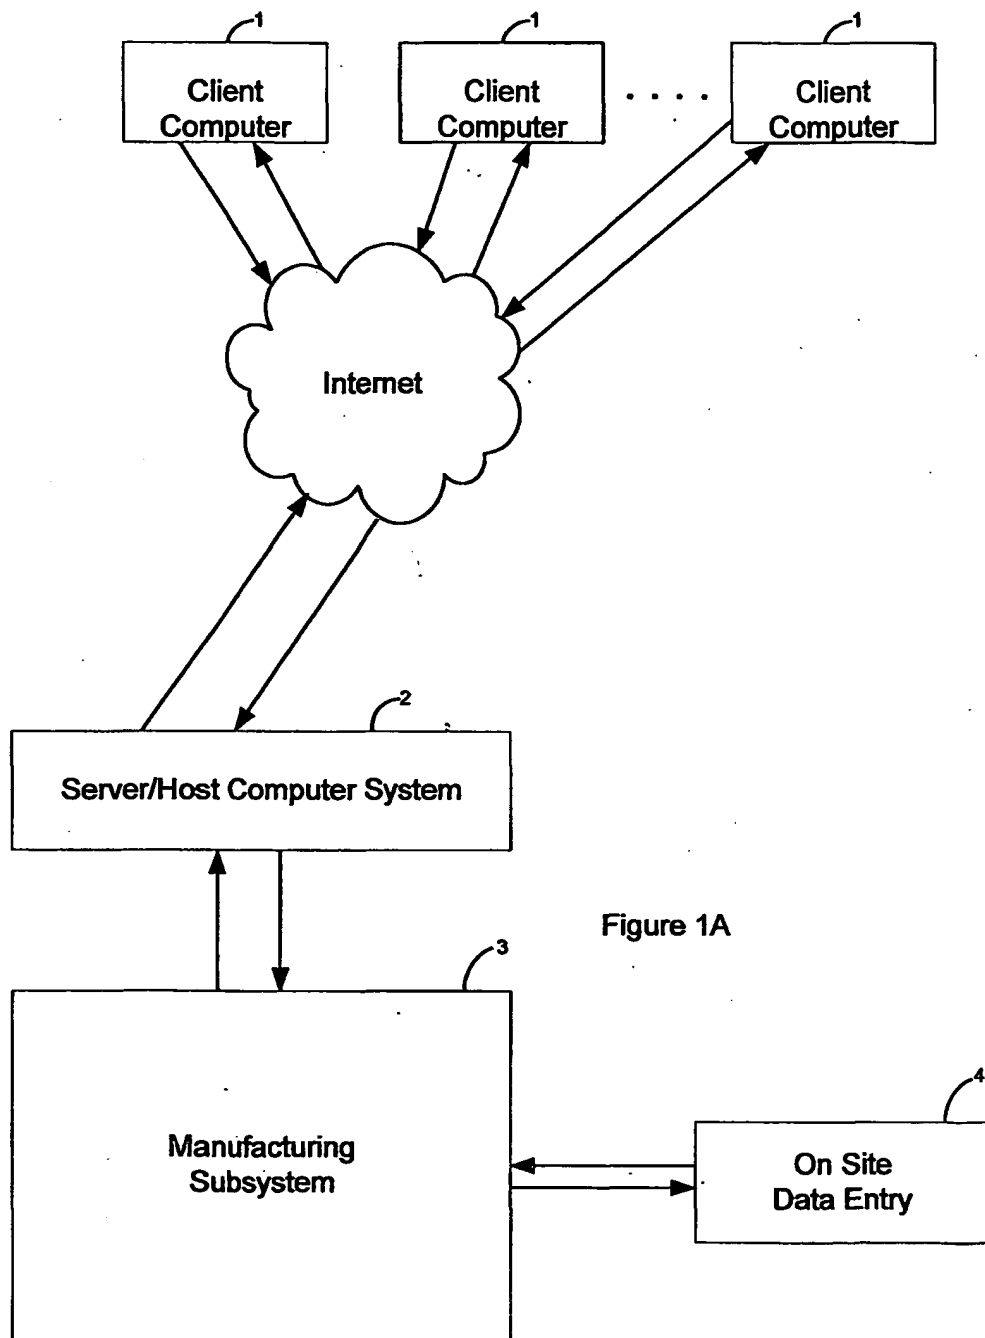 1
1
1
Client
Computer
Client
Computer
. . . .
Client
Computer
Internet
2
Server/Host Computer System
Figure 1A
3
4
Manufacturing
Subsystem
On Site
Data Entry